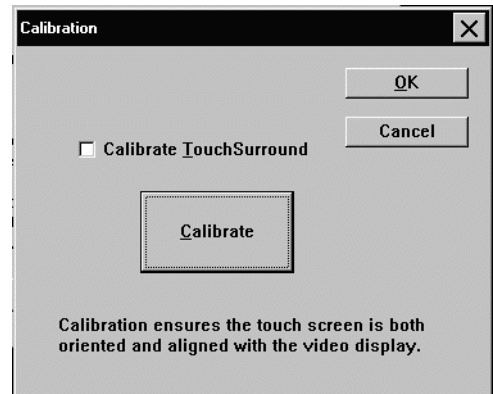 Calibration
OK
Cancel
Calibrate TouchSurround
Calibrate
Calibration ensures the touch screen is both
oriented and aligned with the video display.